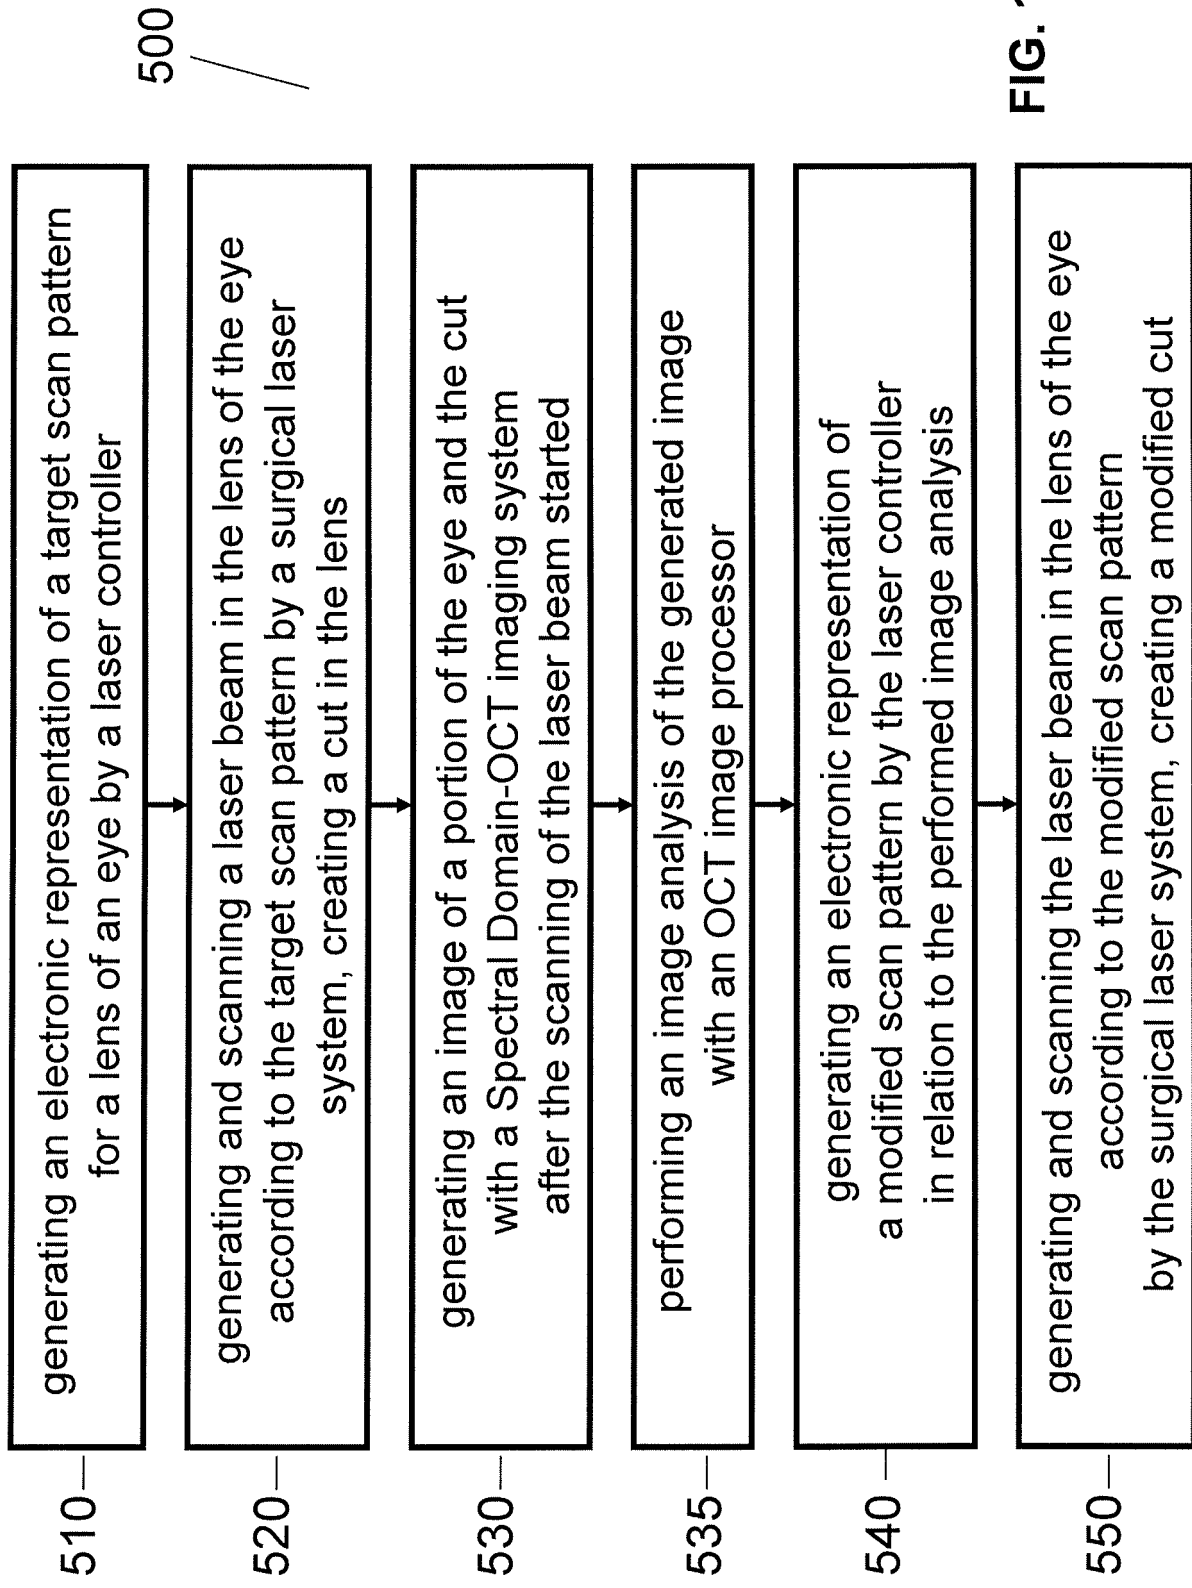 500
510
generating an electronic representation of a target scan pattern
for a lens of an eye by a laser controller
520
generating and scanning a laser beam in the lens of the eye
according to the target scan pattern by a surgical laser
system, creating a cut in the lens
530
generating an image of a portion of the eye and the cut
with a Spectral Domain-OCT imaging system
after the scanning of the laser beam started
535
performing an image analysis of the generated image
with an OCT image processor
540
generating an electronic representation of
a modified scan pattern by the laser controller
in relation to the performed image analysis
550
generating and scanning the laser beam in the lens of the eye
according to the modified scan pattern
by the surgical laser system, creating a modified cut
FIG.